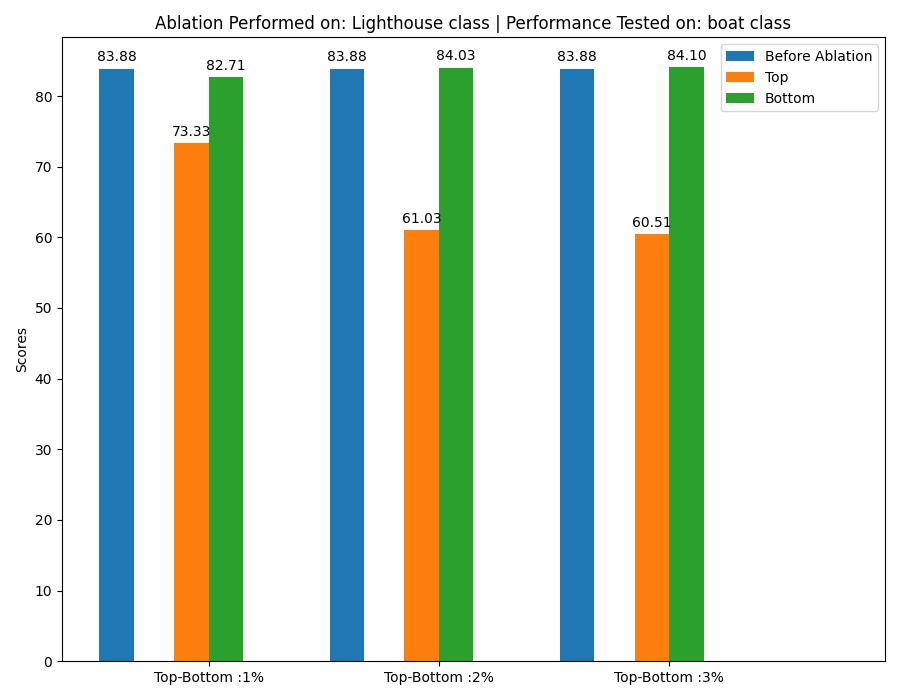 Ablation Performed on: Lighthouse class | Performance Tested on: boat class
83.88
73.33
82.71
83.88
61.03
84.03
83.88
60.51
84.10
Before Ablation
Top
Bottom
Scores
80
70
60
50
40
30
20
10
0
Top-Bottom :1%
Top-Bottom :2%
Top-Bottom :3%